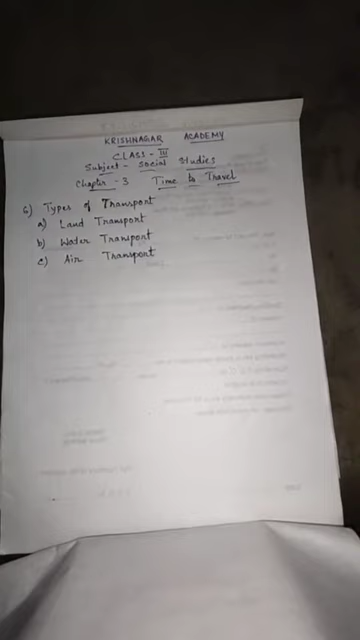 KRISHNAGAR ACADEMY
CLASS - III
Subject - Social Studies
Chapter - 3 Time to Travel
6) Types of Transport
a) Land Transport
b) Water Transport
c) Air Transport